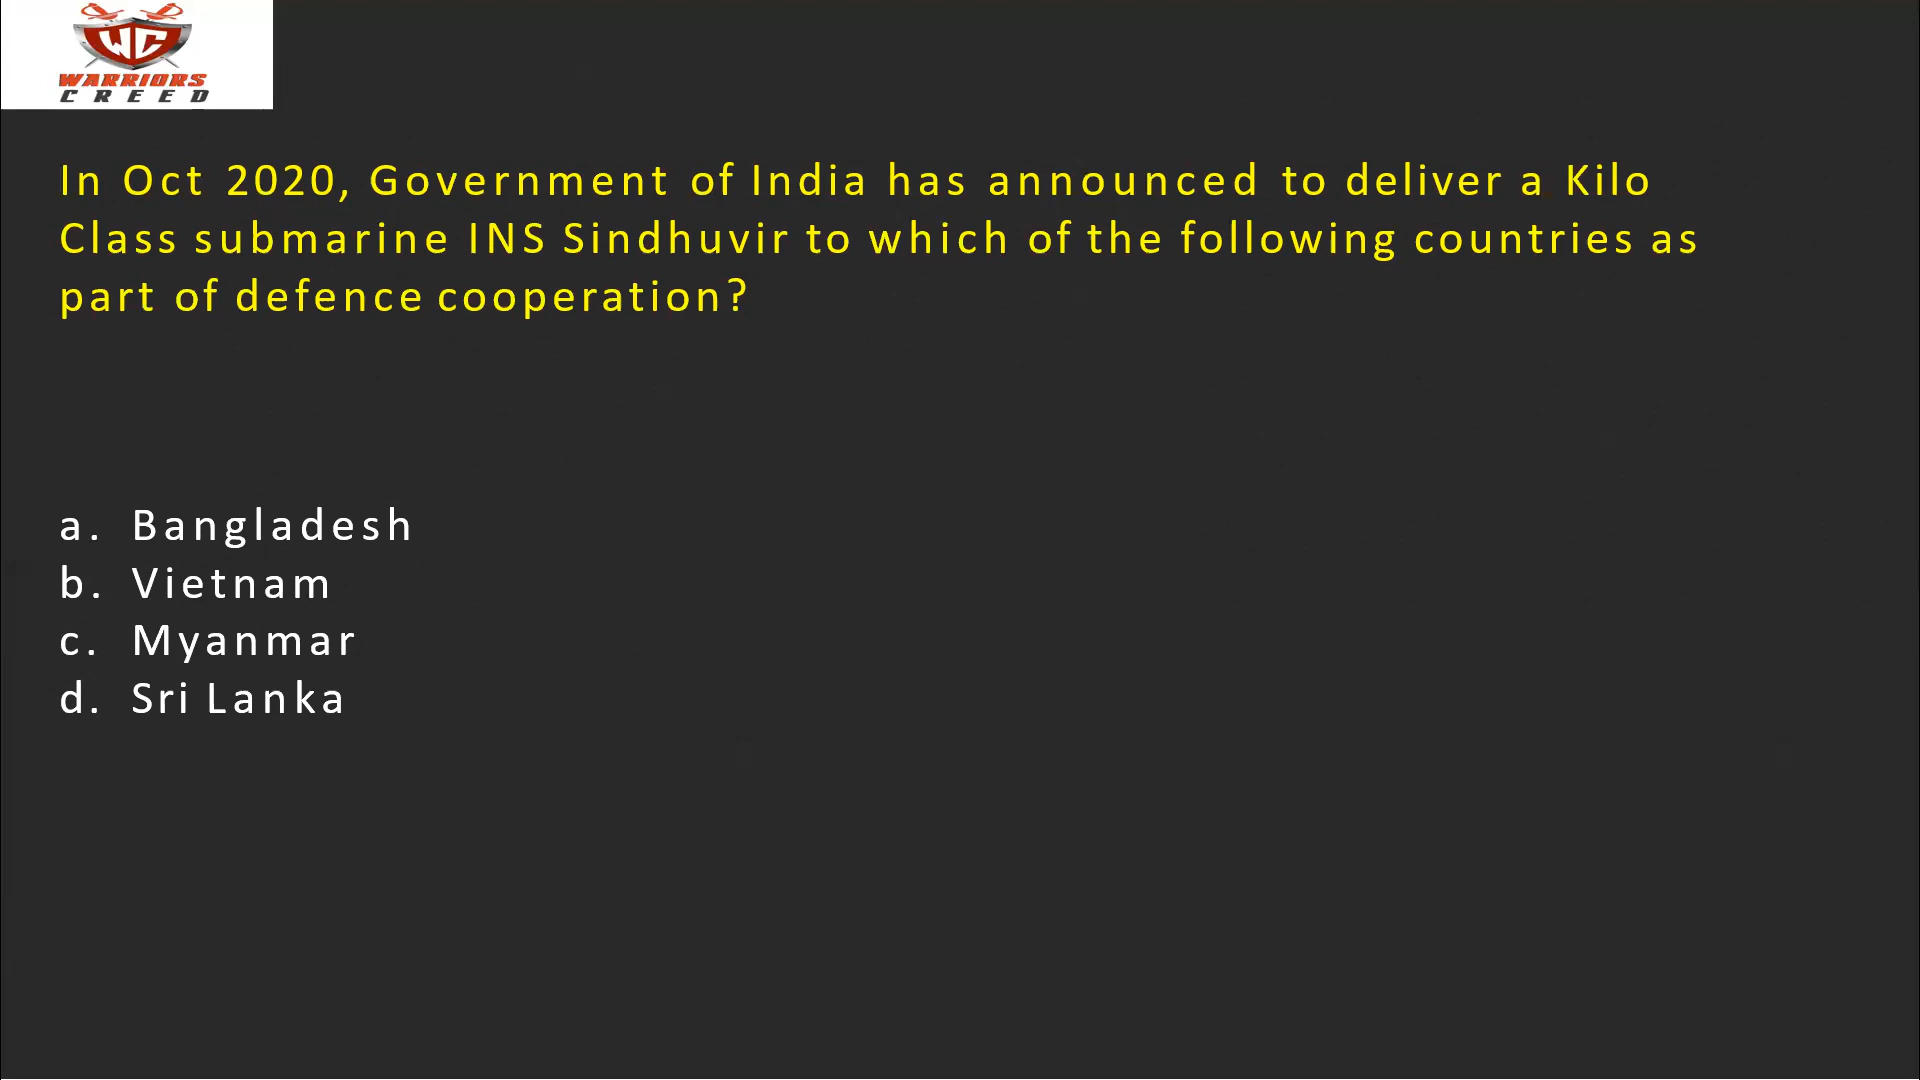 WC
WARRIORS
CREED
In Oct 2020, Government of India has announced to deliver a Kilo
Class submarine INS Sindhuvir to which of the following countries as
part of defence cooperation?
a. Bangladesh
b. Vietnam
c. Myanmar
d. Sri Lanka